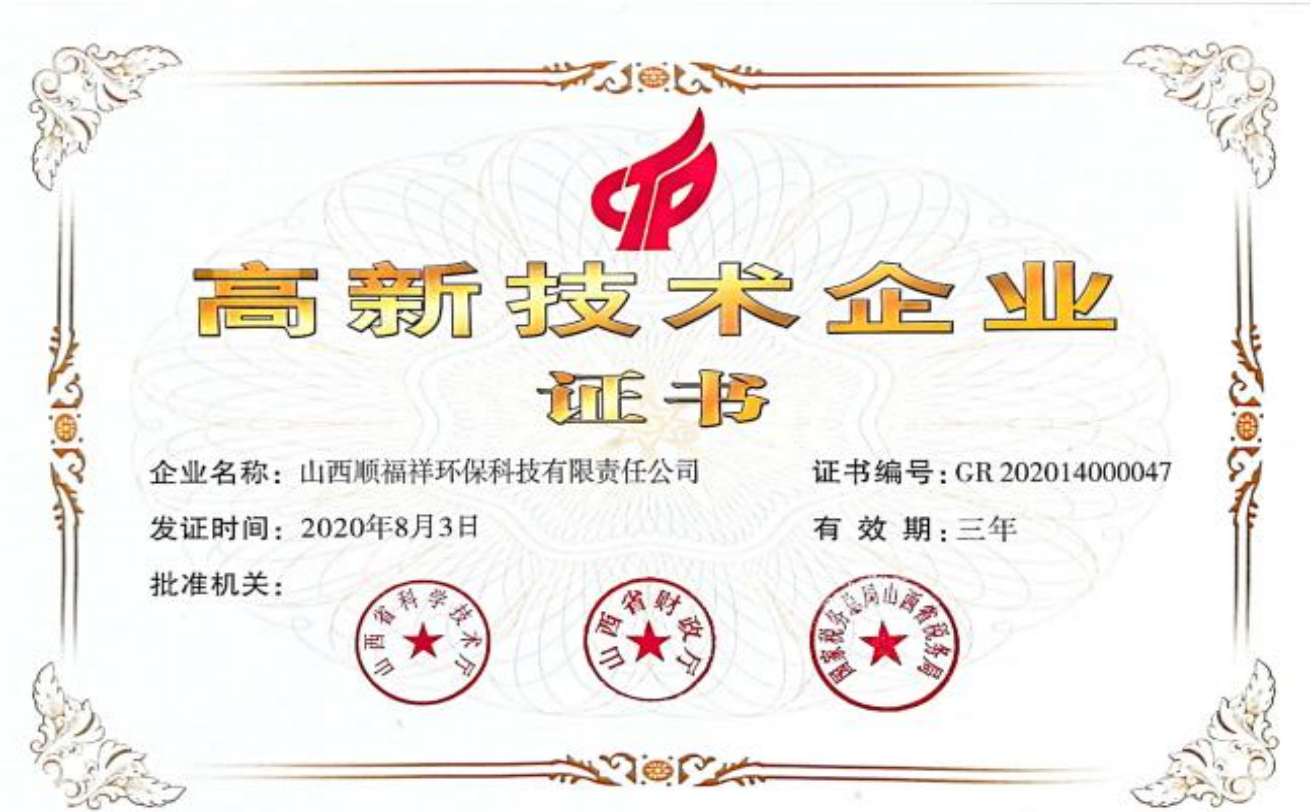 高新技术企业
证书
企业名称：山西顺福祥环保科技有限责任公司
证书编号：GR 202014000047
发证时间：2020年8月3日
有效期：三年
批准机关：
山西省科学技术厅
山西省财政厅
国家税务总局山西省税务局